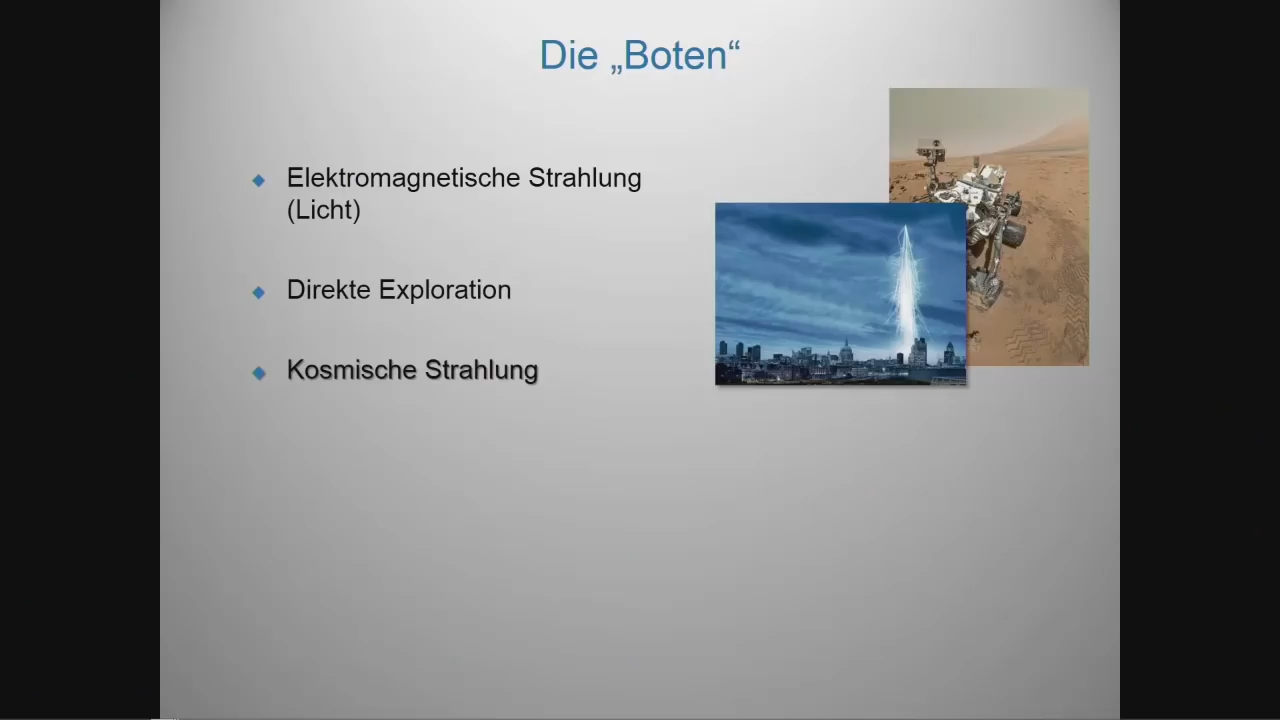 Die „Boten“
Elektromagnetische Strahlung
(Licht)
Direkte Exploration
Kosmische Strahlung